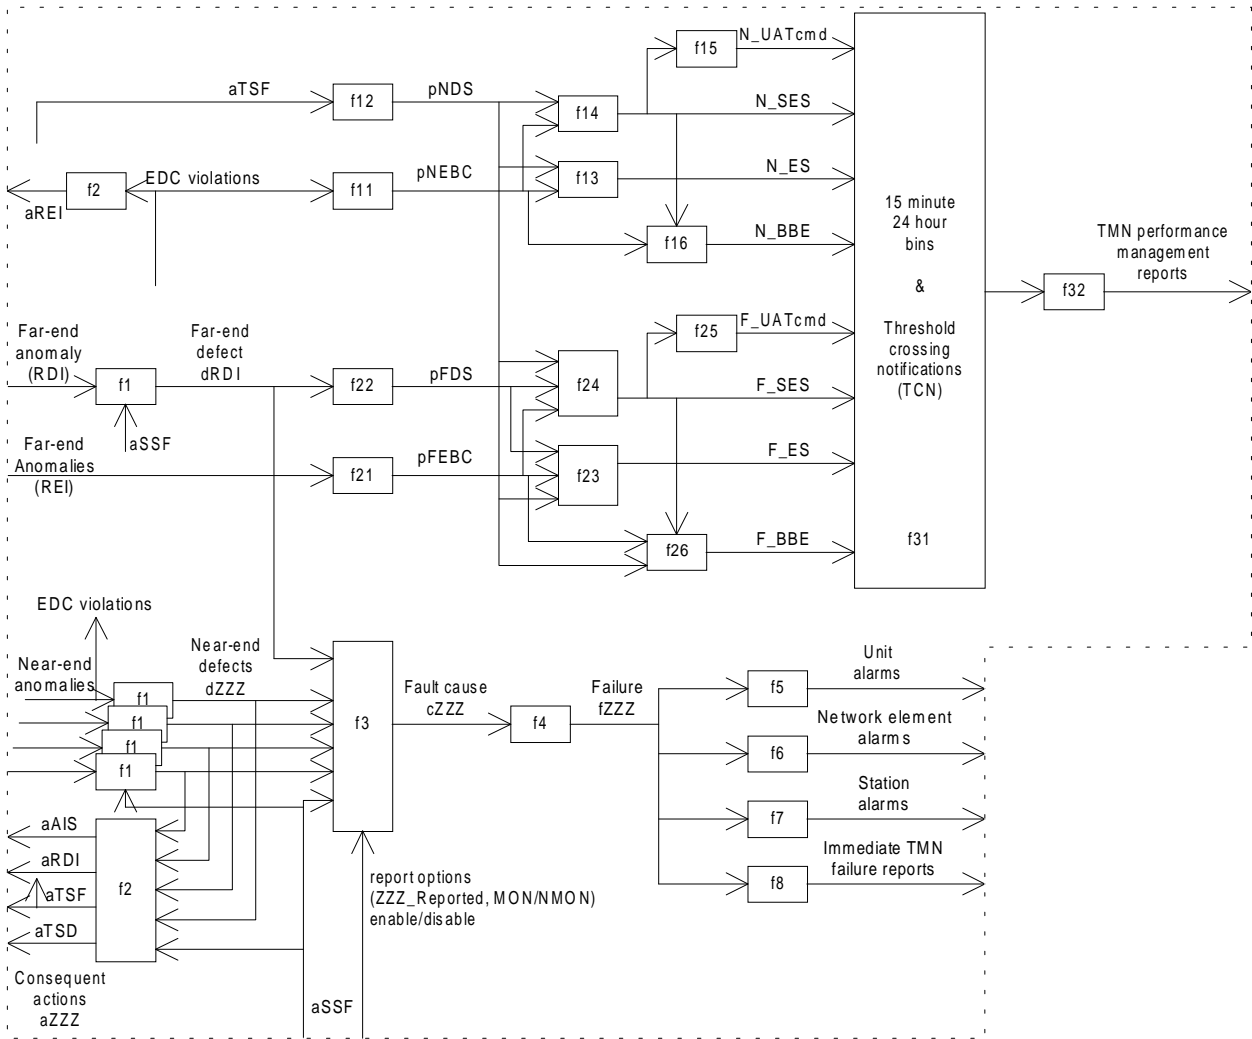 N_UATcmd
f15
aTSF
f12
pNDS
f14
N_SES
EDC violations
f2
f11
pNEBC
f13
N_ES
aREI
f16
N_BBE
15 minute
24 hour
bins
&
Threshold
crossing
notifications
(TCN)
f31
TMN performance
management
reports
f32
Far-end
anomaly
(RDI)
Far-end
defect
dRDI
f1
aSSF
f22
pFDS
f24
f25
F_UATcmd
F_SES
Far-end
Anomalies
(REI)
f21
pFEBC
f23
F_ES
f26
F_BBE
EDC violations
Near-end
anomalies
Near-end
defects
dZZZ
f1
f1
f1
f1
f3
Fault cause
cZZZ
f4
Failure
fZZZ
f5
Unit
alarms
f6
Network element
alarms
f7
Station
alarms
f8
Immediate TMN
failure reports
aAIS
aRDI
aTSF
aTSD
f2
Consequent
actions
aZZZ
report options
(ZZZ_Reported, MON/NMON)
enable/disable
aSSF